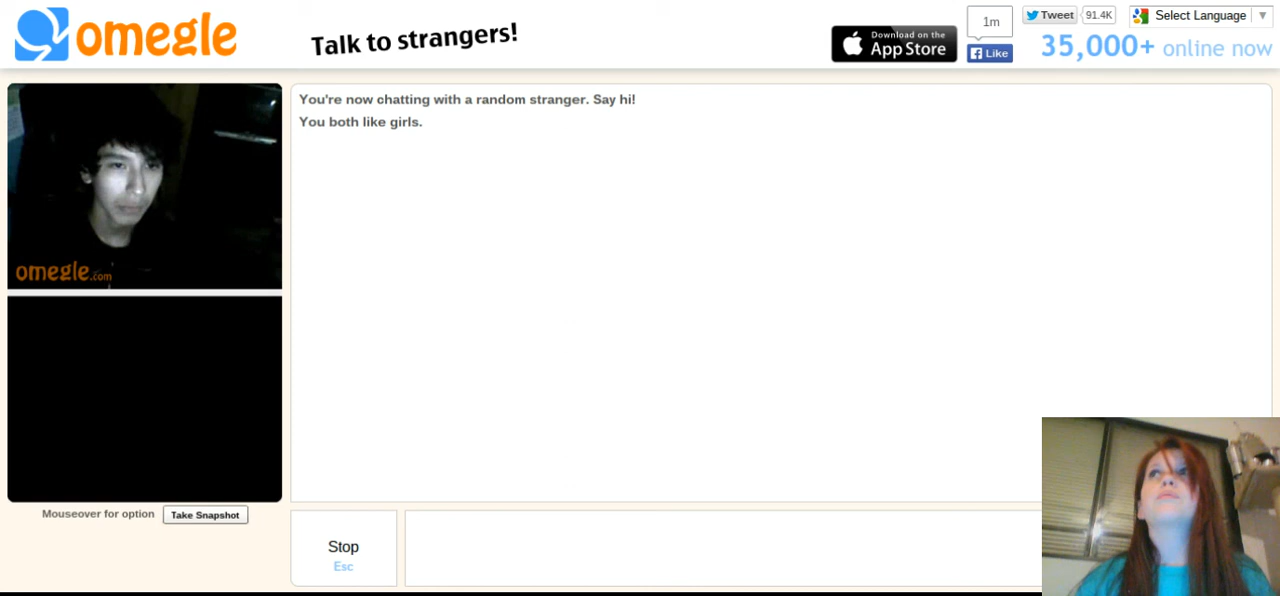 omegle
Talk to strangers!
Download on the
App Store
1m
Like
Tweet
91.4K
Select Language ▼
35,000+ online now
omegle.com
You're now chatting with a random stranger. Say hi!
You both like girls.
Mouseover for option
Take Snapshot
Stop
Esc